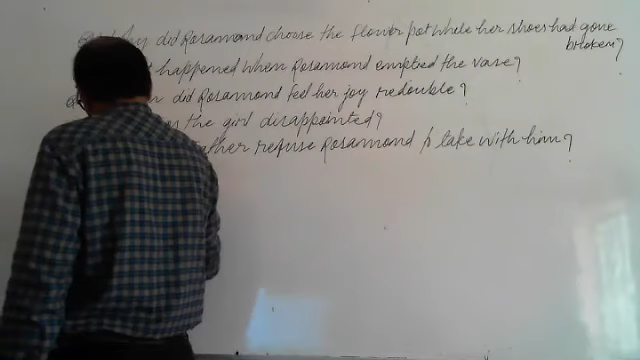 did Rosamond choose the flower pot while her shoes had gone
broken?
happened when Rosamond emptied the vase?
did Rosamond feel her joy redouble?
the girl disappointed?
refuse Rosamond to take with him?